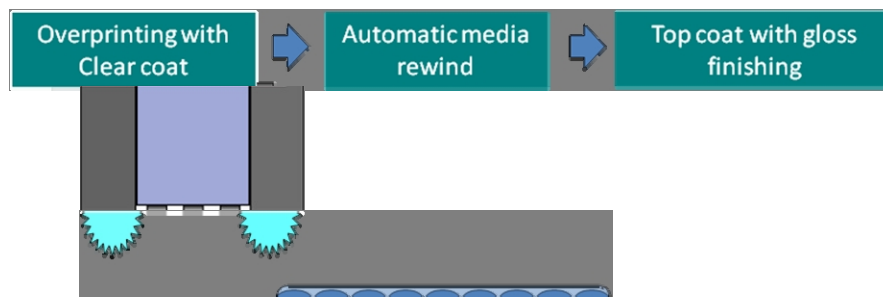 Overprinting with
Clear coat
Automatic media
rewind
Top coat with gloss
finishing